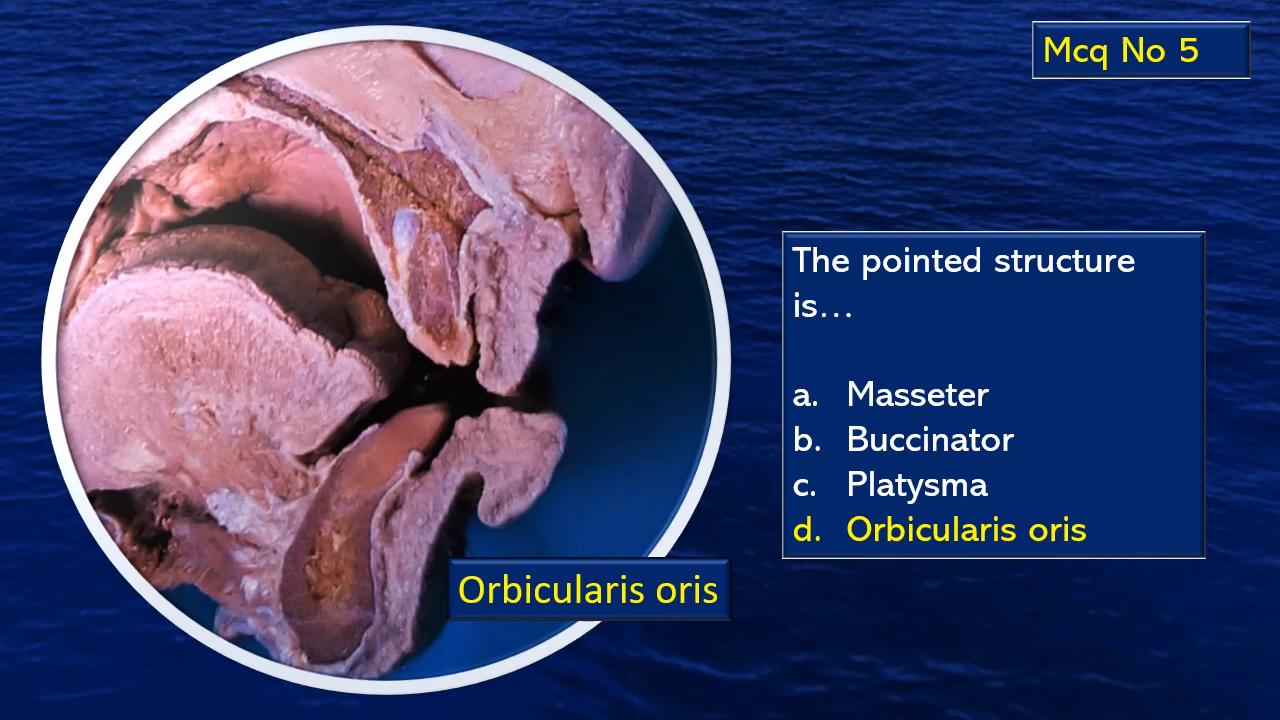 Mcq No 5
The pointed structure
is...
a. Masseter
b. Buccinator
c. Platysma
d. Orbicularis oris
Orbicularis oris